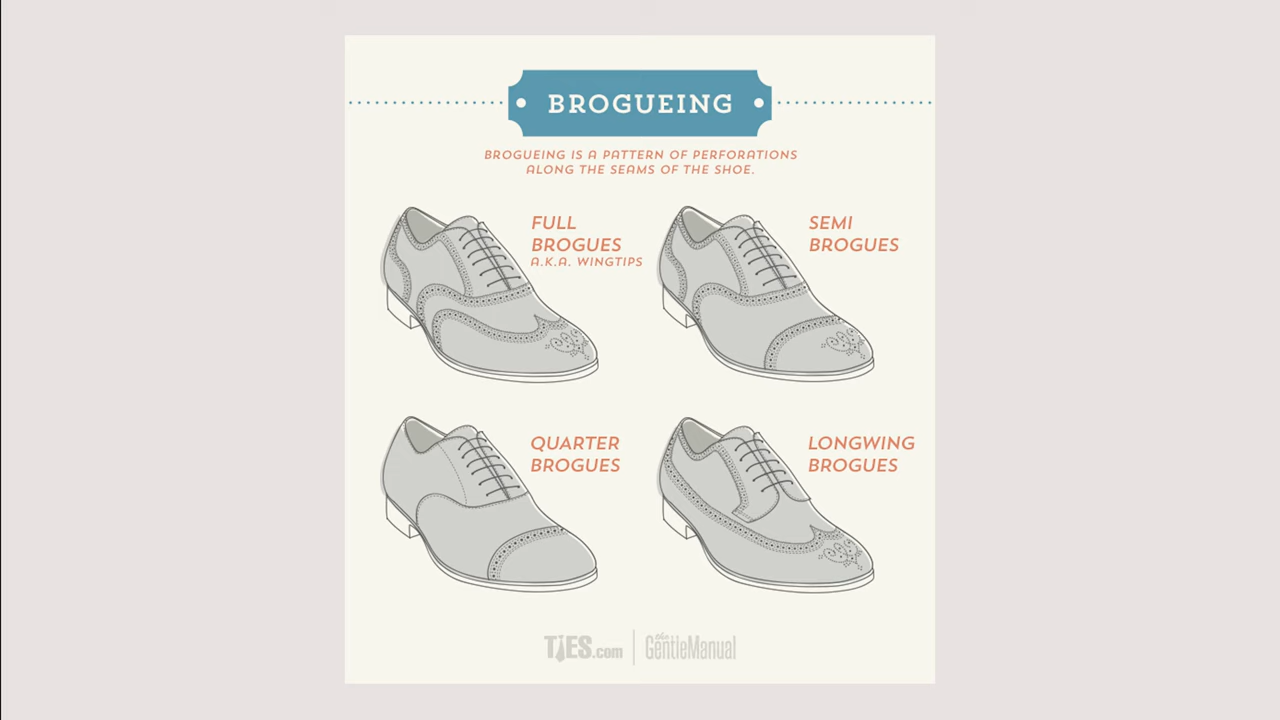 BROGUEING
BROGUEING IS A PATTERN OF PERFORATIONS
ALONG THE SEAMS OF THE SHOE.
FULL
BROGUES
A.K.A. WINGTIPS
SEMI
BROGUES
QUARTER
BROGUES
LONGWING
BROGUES
TIES.com | the GentleManual